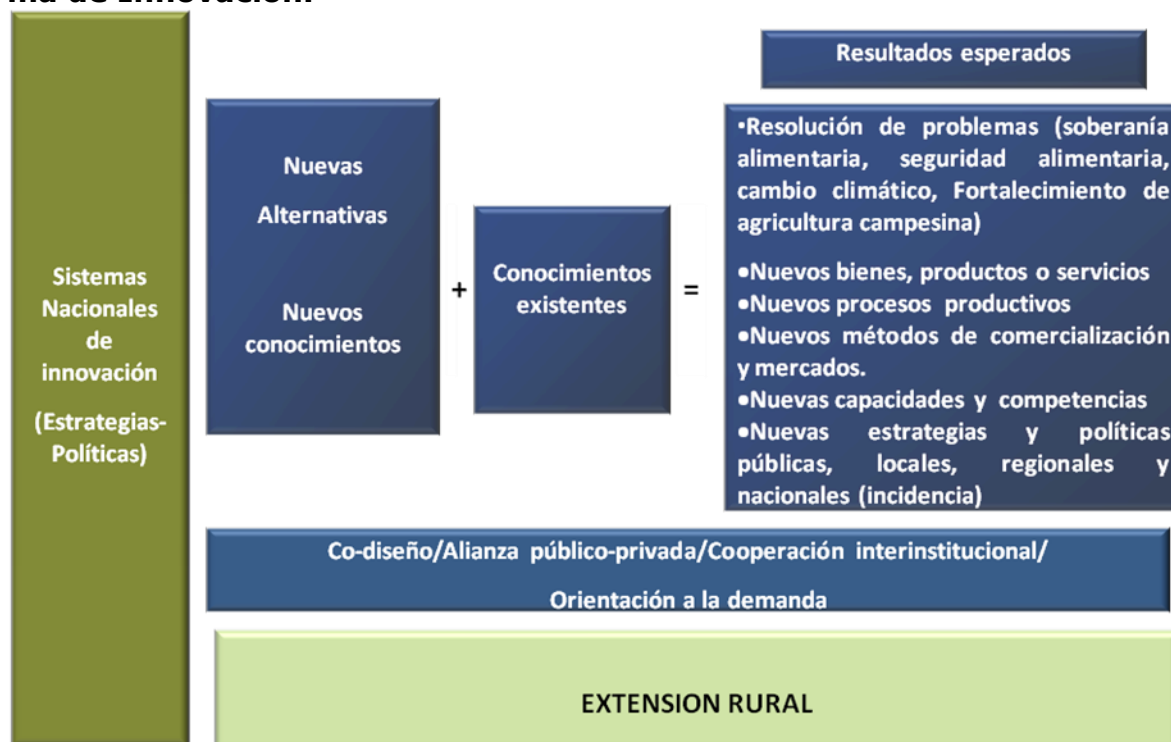 Resultados esperados
Sistemas
Nacionales
de
innovación
(Estrategias-
Políticas)
Nuevas
Alternativas
Nuevos
conocimientos
+
Conocimientos
existentes
=
•Resolución de problemas (soberanía
alimentaria, seguridad alimentaria,
cambio climático, Fortalecimiento de
agricultura campesina)
•Nuevos bienes, productos o servicios
•Nuevos procesos productivos
•Nuevos métodos de comercialización
y mercados.
•Nuevas capacidades y competencias
•Nuevas estrategias y políticas
públicas, locales, regionales y
nacionales (incidencia)
Co-diseño/Alianza público-privada/Cooperación interinstitucional/
Orientación a la demanda
EXTENSION RURAL